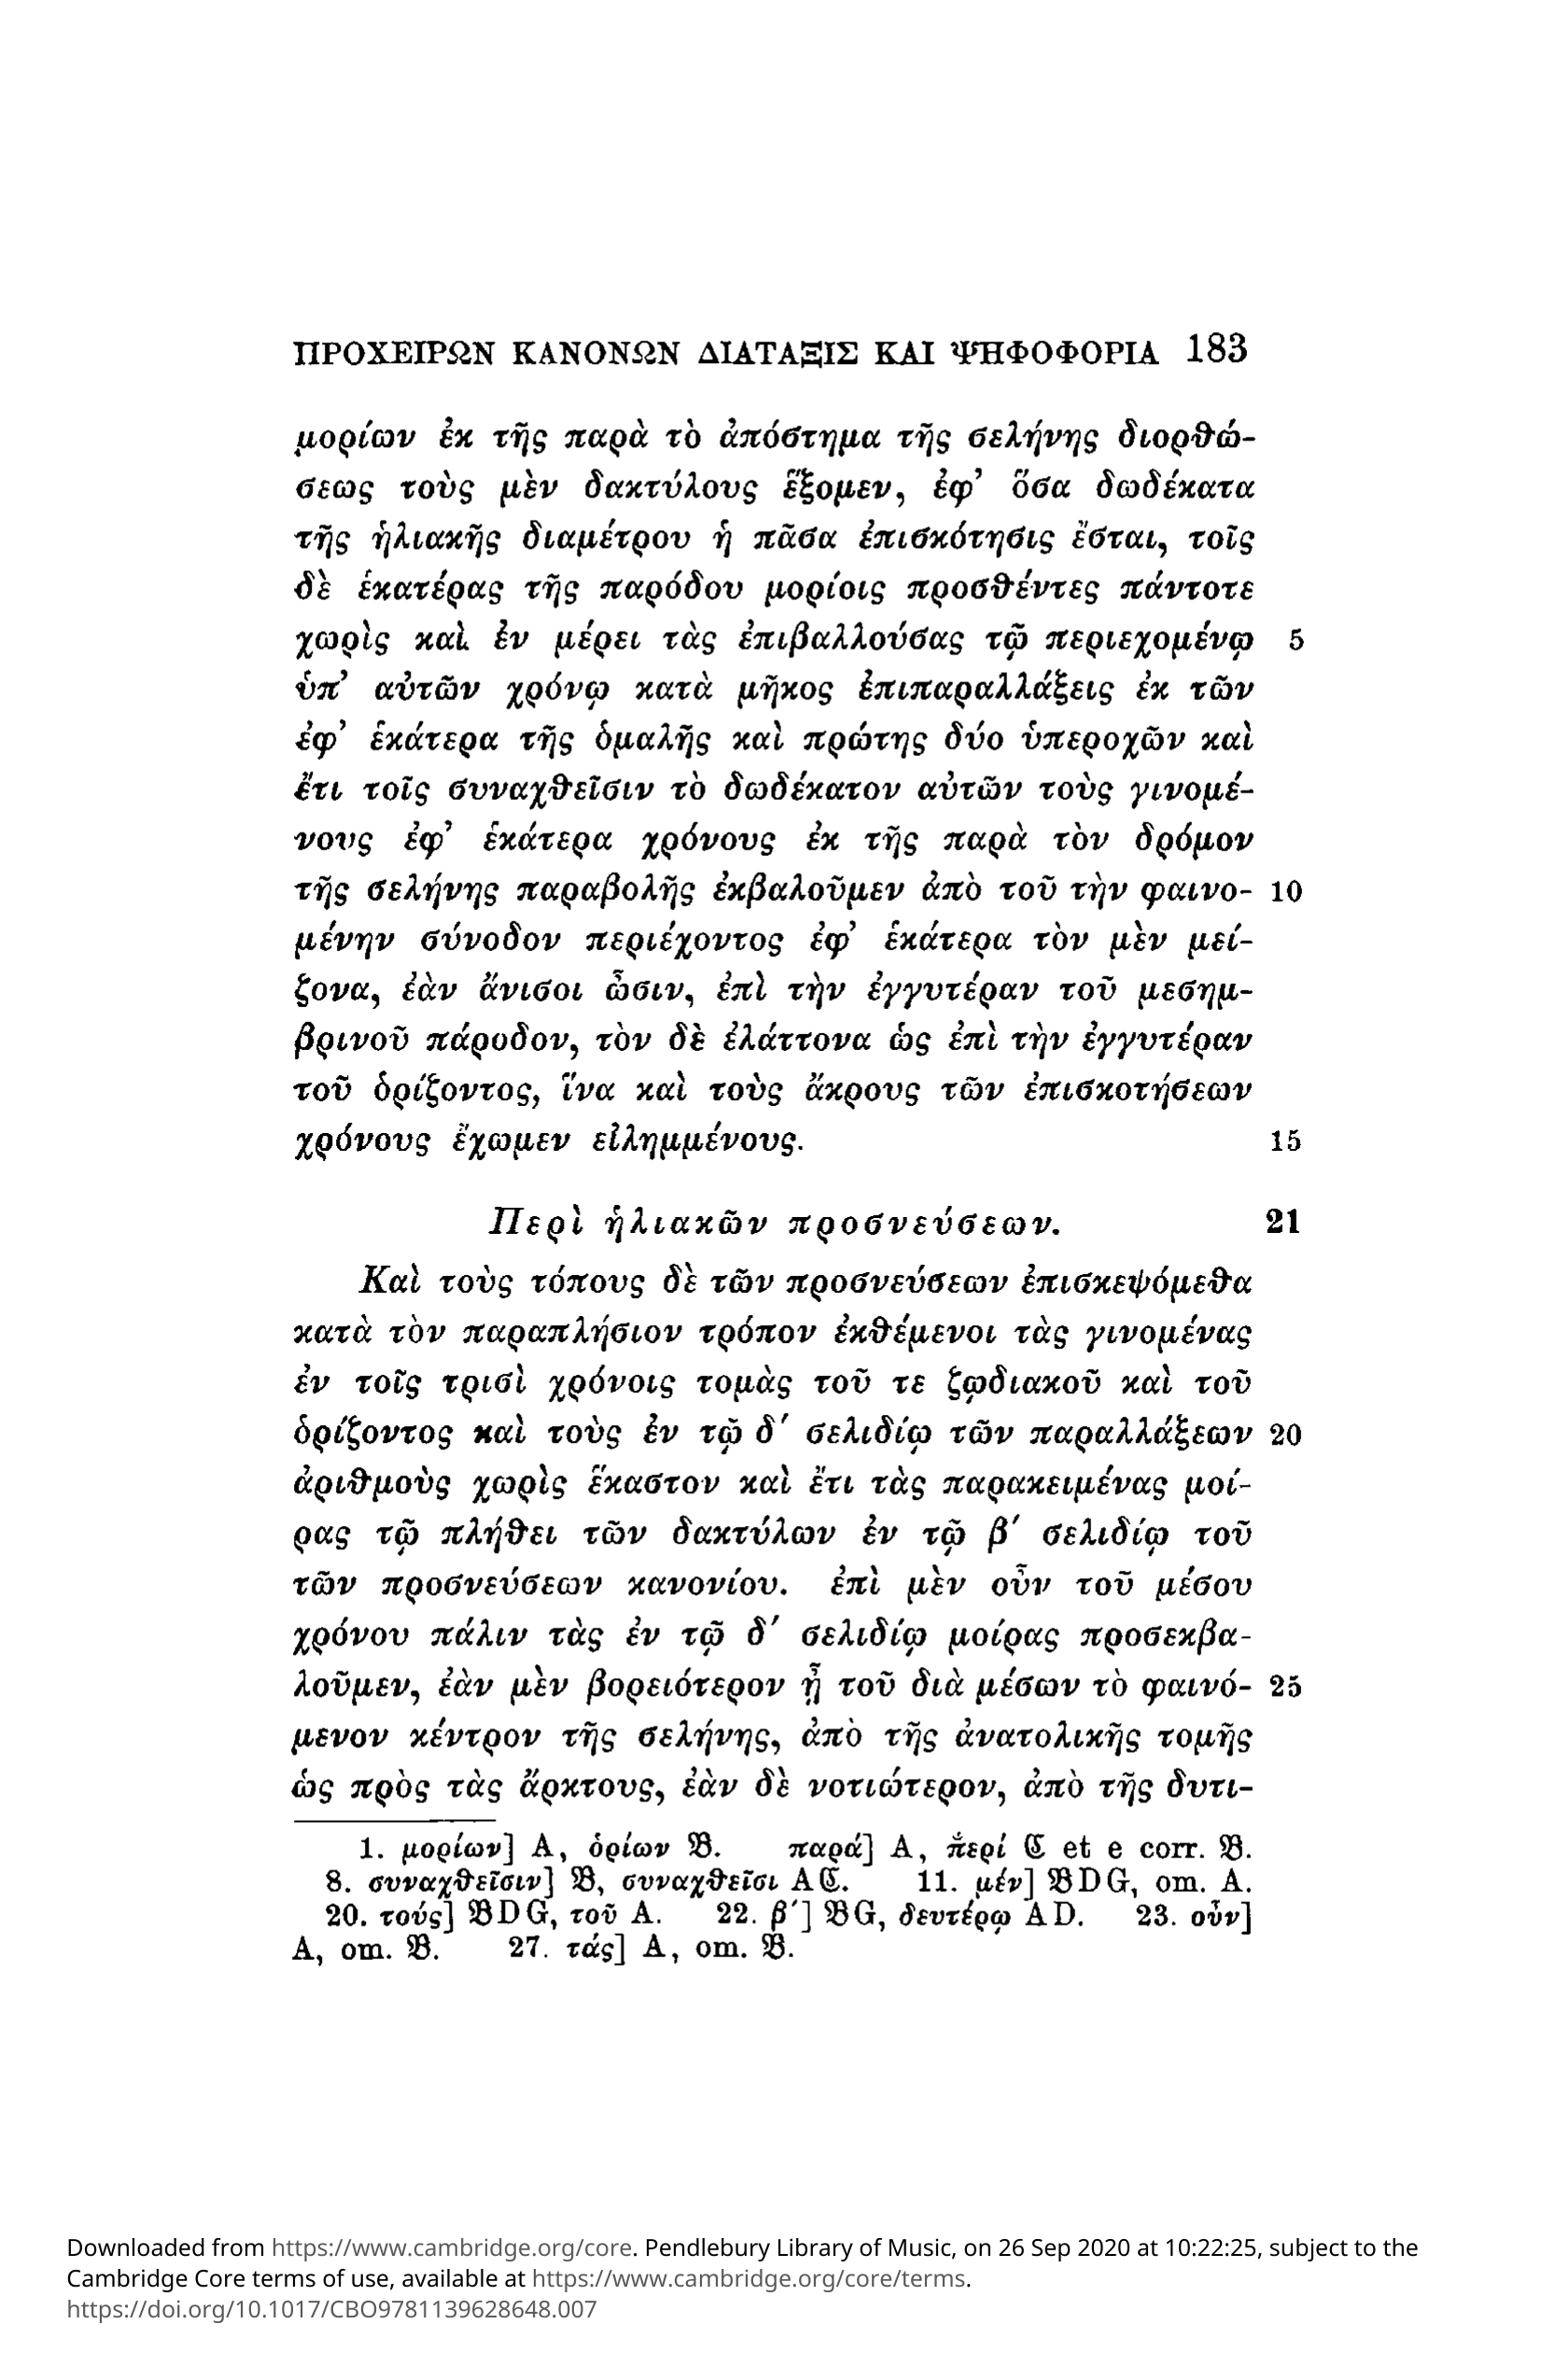 ΠΡΟΧΕΙΡΩΝ ΚΑΝΟΝΩΝ ΔΙΑΤΑΞΙΣ ΚΑΙ ΨΗΦΟΦΟΡΙΑ 183
μορίων ἐκ τῆς παρὰ τὸ ἀπόστημα τῆς σελήνης διορθώ-
σεως τοὺς μὲν δακτύλους ἕξομεν, ἐφ’ ὅσα δωδέκατα
τῆς ἡλιακῆς διαμέτρου ἡ πᾶσα ἐπισκότησις ἔσται, τοῖς
δὲ ἑκατέρας τῆς παρόδου μορίοις προσθέντες πάντοτε
χωρὶς καὶ ἐν μέρει τὰς ἐπιβαλλούσας τῷ περιεχομένῳ 5
ὑπ’ αὐτῶν χρόνῳ κατὰ μῆκος ἐπιπαραλλάξεις ἐκ τῶν
ἐφ’ ἑκάτερα τῆς ὁμαλῆς καὶ πρώτης δύο ὑπεροχῶν καὶ
ἔτι τοῖς συναχθεῖσιν τὸ δωδέκατον αὐτῶν τοὺς γινομέ-
νους ἐφ’ ἑκάτερα χρόνους ἐκ τῆς παρὰ τὸν δρόμον
τῆς σελήνης παραβολῆς ἐκβαλοῦμεν ἀπὸ τοῦ τὴν φαινο- 10
μένην σύνοδον περιέχοντος ἐφ’ ἑκάτερα τὸν μὲν μεί-
ζονα, ἐὰν ἄνισοι ὦσιν, ἐπὶ τὴν ἐγγυτέραν τοῦ μεσημ-
βρινοῦ πάροδον, τὸν δὲ ἐλάττονα ὡς ἐπὶ τὴν ἐγγυτέραν
τοῦ ὁρίζοντος, ἵνα καὶ τοὺς ἄκρους τῶν ἐπισκοτήσεων
χρόνους ἔχωμεν εἰλημμένους. 15
Περὶ ἡλιακῶν προσνεύσεων. 21
Καὶ τοὺς τόπους δὲ τῶν προσνεύσεων ἐπισκεψόμεθα
κατὰ τὸν παραπλήσιον τρόπον ἐκθέμενοι τὰς γινομένας
ἐν τοῖς τρισὶ χρόνοις τομὰς τοῦ τε ζῳδιακοῦ καὶ τοῦ
ὁρίζοντος καὶ τοὺς ἐν τῷ δ′ σελιδίῳ τῶν παραλλάξεων 20
ἀριθμοὺς χωρὶς ἕκαστον καὶ ἔτι τὰς παρακειμένας μοί-
ρας τῷ πλήθει τῶν δακτύλων ἐν τῷ β′ σελιδίῳ τοῦ
τῶν προσνεύσεων κανονίου. ἐπὶ μὲν οὖν τοῦ μέσου
χρόνου πάλιν τὰς ἐν τῷ δ′ σελιδίῳ μοίρας προσεκβα-
λοῦμεν, ἐὰν μὲν βορειότερον ᾖ τοῦ διὰ μέσων τὸ φαινό- 25
μενον κέντρον τῆς σελήνης, ἀπὸ τῆς ἀνατολικῆς τομῆς
ὡς πρὸς τὰς ἄρκτους, ἐὰν δὲ νοτιώτερον, ἀπὸ τῆς δυτι-
1. μορίων] A, ὁρίων 𝔅. παρά] A, περί ℭ et e corr. 𝔅.
8. συναχθεῖσιν] 𝔅, συναχθεῖσι Aℭ. 11. μέν] 𝔅DG, om. A.
20. τούς] 𝔅DG, τοῦ A. 22. β′] 𝔅G, δευτέρῳ AD. 23. οὖν]
A, om. 𝔅. 27. τάς] A, om. 𝔅.
Downloaded from https://www.cambridge.org/core. Pendlebury Library of Music, on 26 Sep 2020 at 10:22:25, subject to the
Cambridge Core terms of use, available at https://www.cambridge.org/core/terms.
https://doi.org/10.1017/CBO9781139628648.007